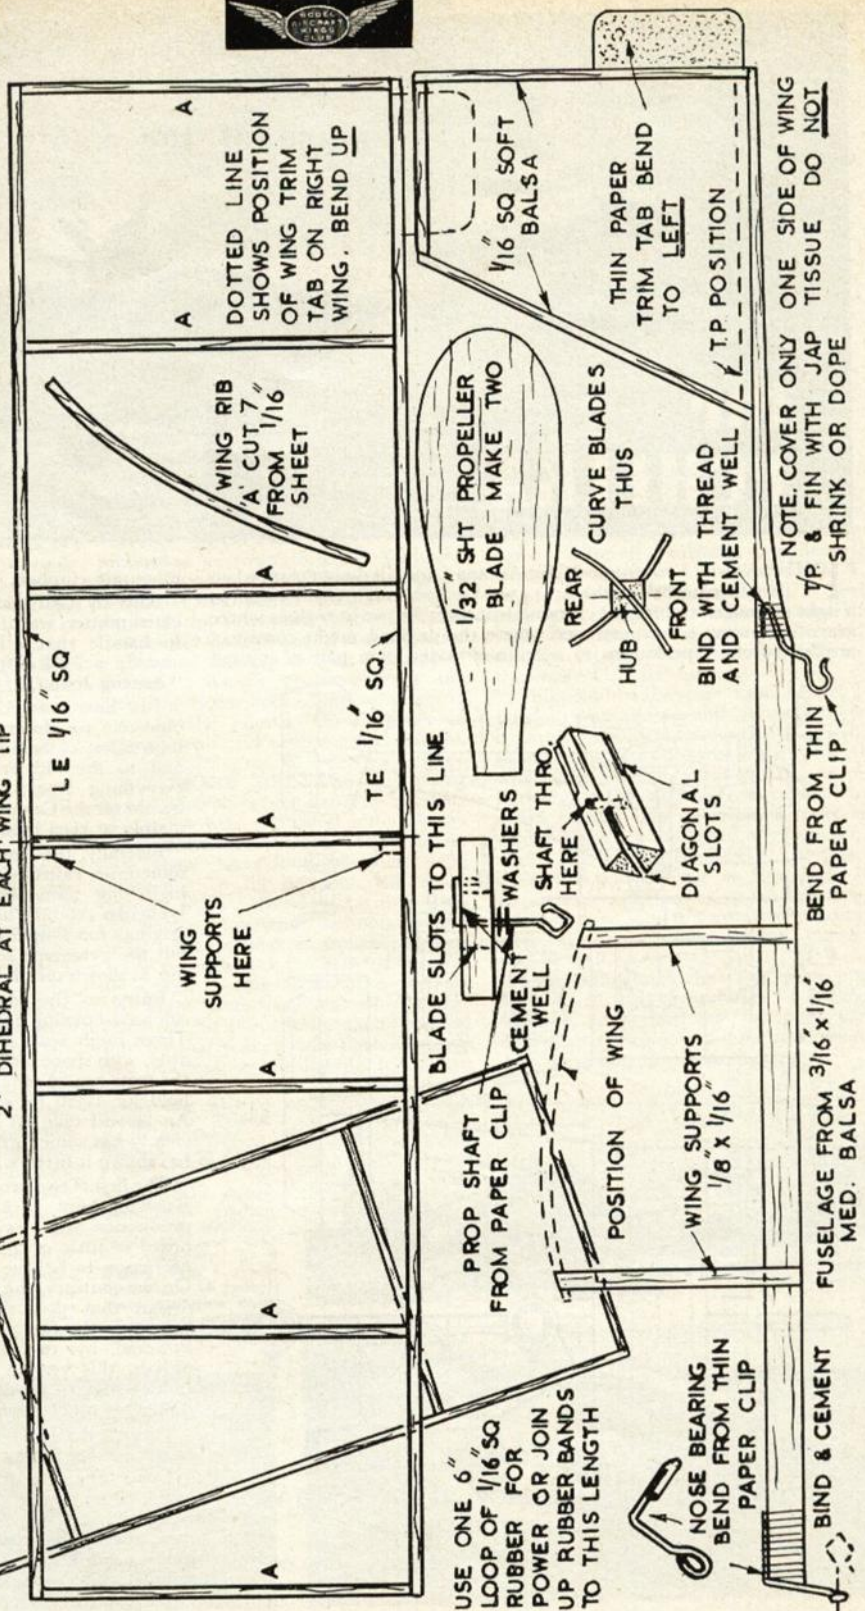 MODEL
AIRCRAFT
WINGS
CLUB
2" DIHEDRAL AT EACH WING TIP
A
A
A
A
A
A
A
LE 1/16" SQ
TE 1/16" SQ.
WING
SUPPORTS
HERE
WING RIB
'A' CUT 7
FROM 1/16"
SHEET
DOTTED LINE
SHOWS POSITION
OF WING TRIM
TAB ON RIGHT
WING. BEND UP
USE ONE 6"
LOOP OF 1/16" SQ
RUBBER FOR
POWER OR JOIN
UP RUBBER BANDS
TO THIS LENGTH
BLADE SLOTS TO THIS LINE
PROP SHAFT
FROM PAPER CLIP
CEMENT
WELL
WASHERS
SHAFT THRO.
HERE
DIAGONAL
SLOTS
1/32" SHT PROPELLER
BLADE MAKE TWO
REAR
HUB
FRONT
CURVE BLADES
THUS
1/16" SQ SOFT
BALSA
THIN PAPER
TRIM TAB BEND
TO LEFT
T.P. POSITION
POSITION OF WING
WING SUPPORTS
1/8" X 1/16"
NOSE BEARING
BEND FROM THIN
PAPER CLIP
BIND WITH THREAD
AND CEMENT WELL
BIND & CEMENT
FUSELAGE FROM 3/16" x 1/16"
MED. BALSA
BEND FROM THIN
PAPER CLIP
NOTE. COVER ONLY ONE SIDE OF WING
T/P. & FIN WITH JAP TISSUE DO NOT
SHRINK OR DOPE